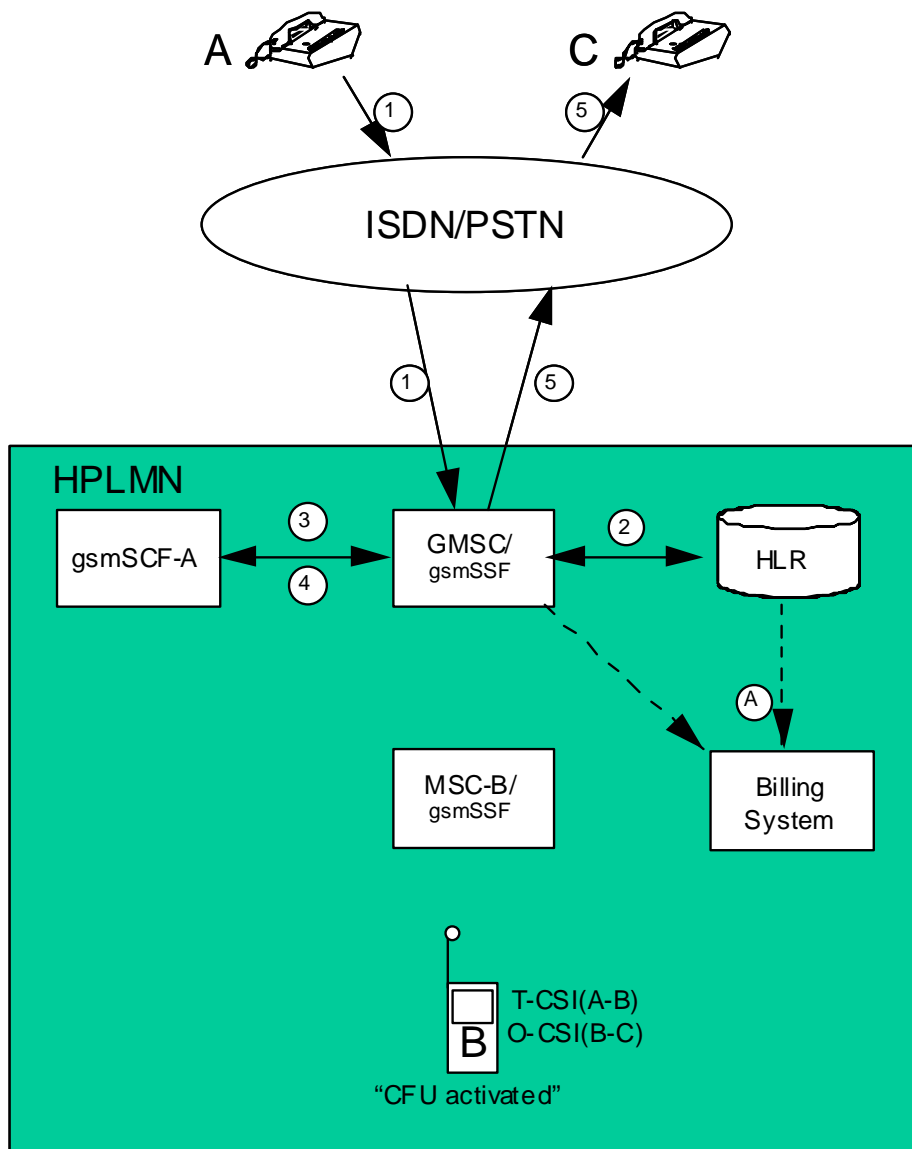 A
C
1
5
ISDN/PSTN
1
5
HPLMN
3
2
gsmSCF-A
GMSC/
gsmSSF
HLR
4
A
MSC-B/
gsmSSF
Billing
System
T-CSI(A-B)
B
O-CSI(B-C)
“CFU activated”